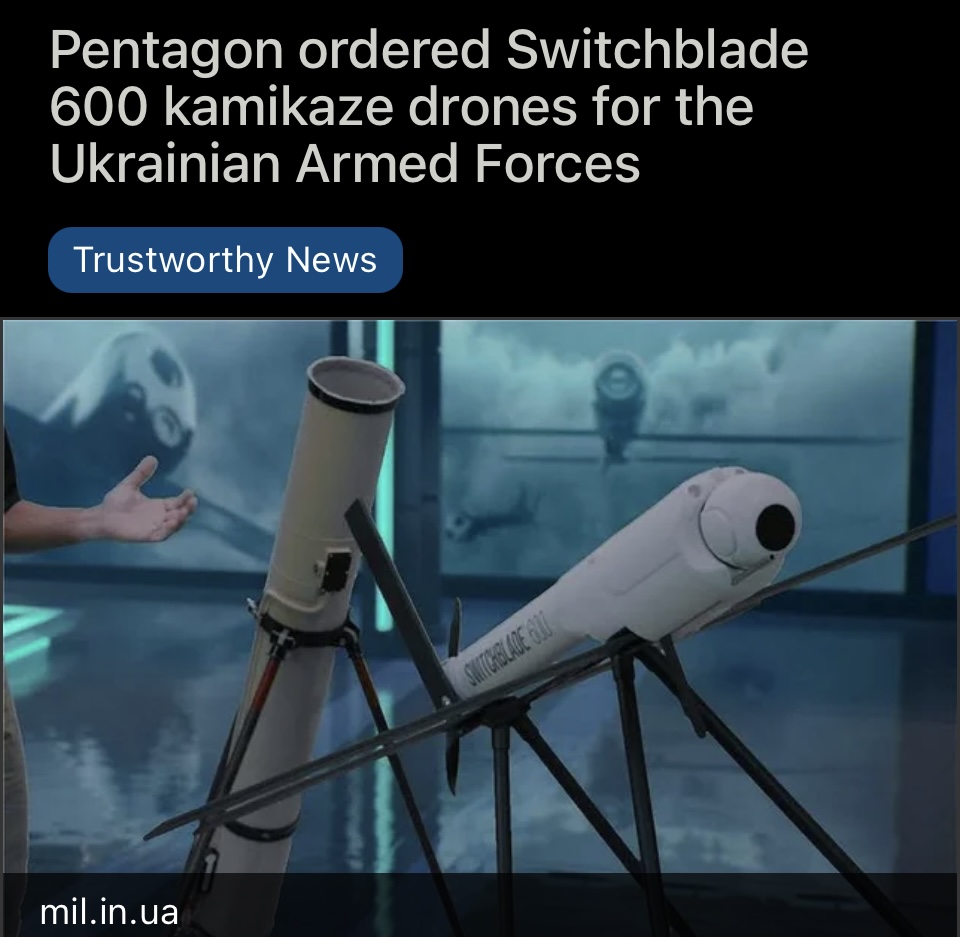 Pentagon ordered Switchblade
600 kamikaze drones for the
Ukrainian Armed Forces
Trustworthy News
SWITCHBLADE 600
mil.in.ua